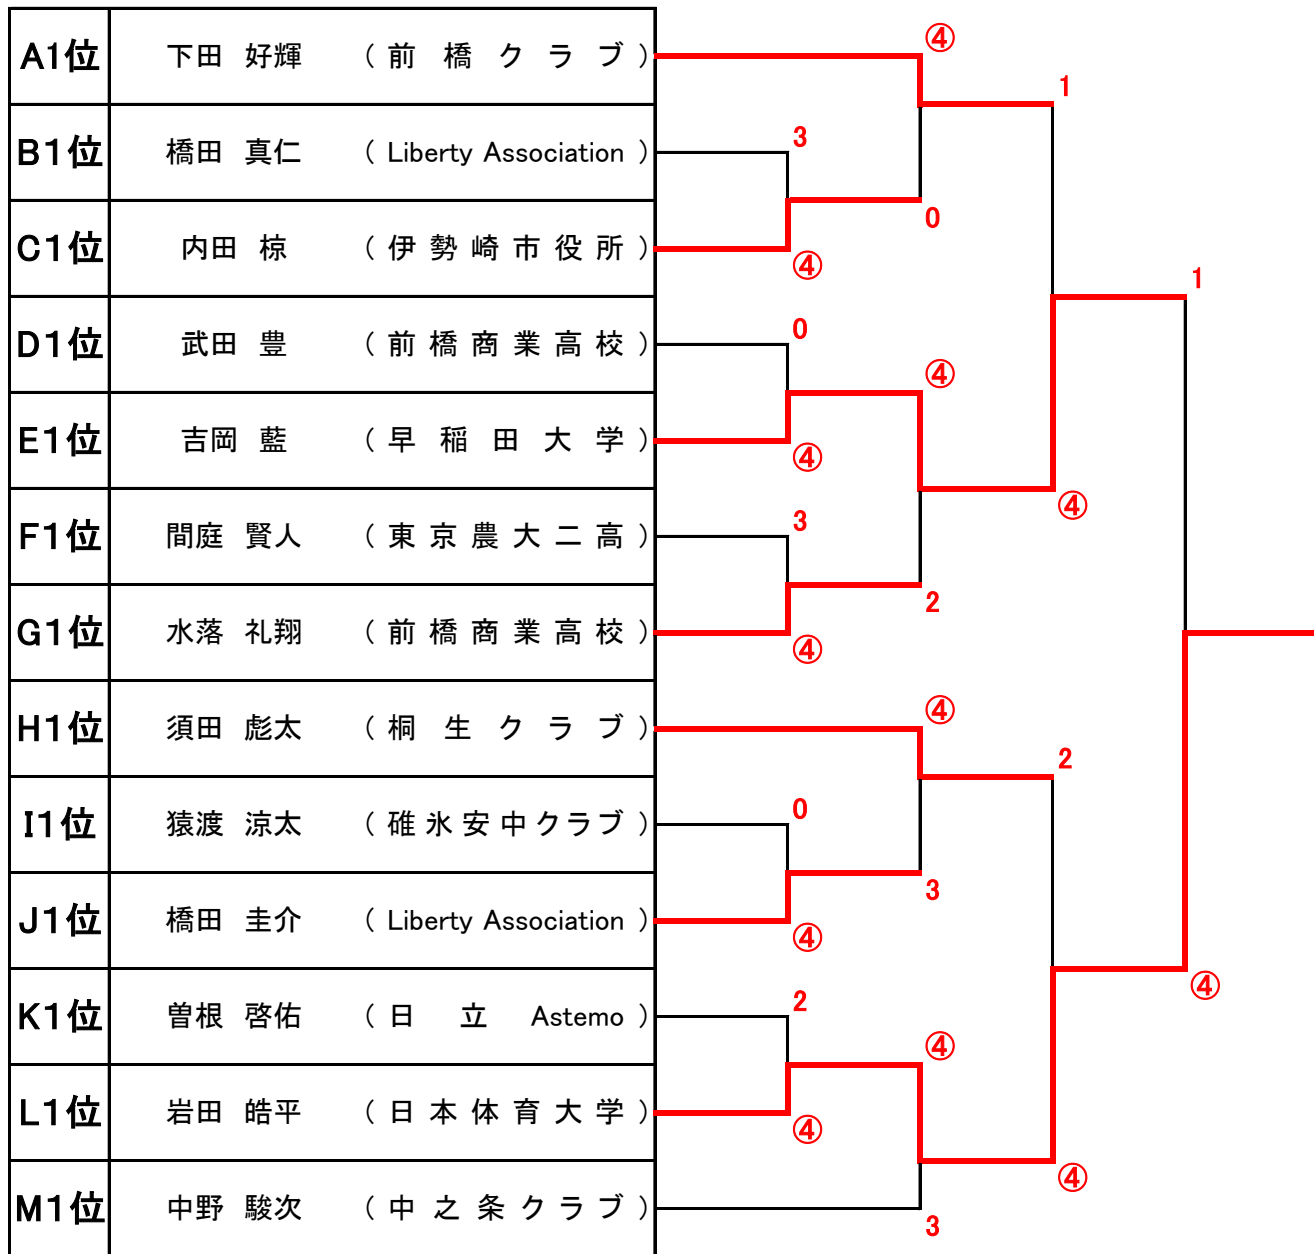 A1位 下田 好輝 ( 前橋クラブ )
④
1
B1位 橋田 真仁 ( Liberty Association )
3
0
C1位 内田 椋 ( 伊勢崎市役所 )
④
1
D1位 武田 豊 ( 前橋商業高校 )
0
④
E1位 吉岡 藍 ( 早稲田大学 )
④
④
F1位 間庭 賢人 ( 東京農大二高 )
3
2
G1位 水落 礼翔 ( 前橋商業高校 )
④
H1位 須田 彪太 ( 桐生クラブ )
④
2
I1位 猿渡 涼太 ( 碓氷安中クラブ )
0
3
J1位 橋田 圭介 ( Liberty Association )
④
④
K1位 曽根 啓佑 ( 日立 Astemo )
2
④
L1位 岩田 皓平 ( 日本体育大学 )
④
④
M1位 中野 駿次 ( 中之条クラブ )
3